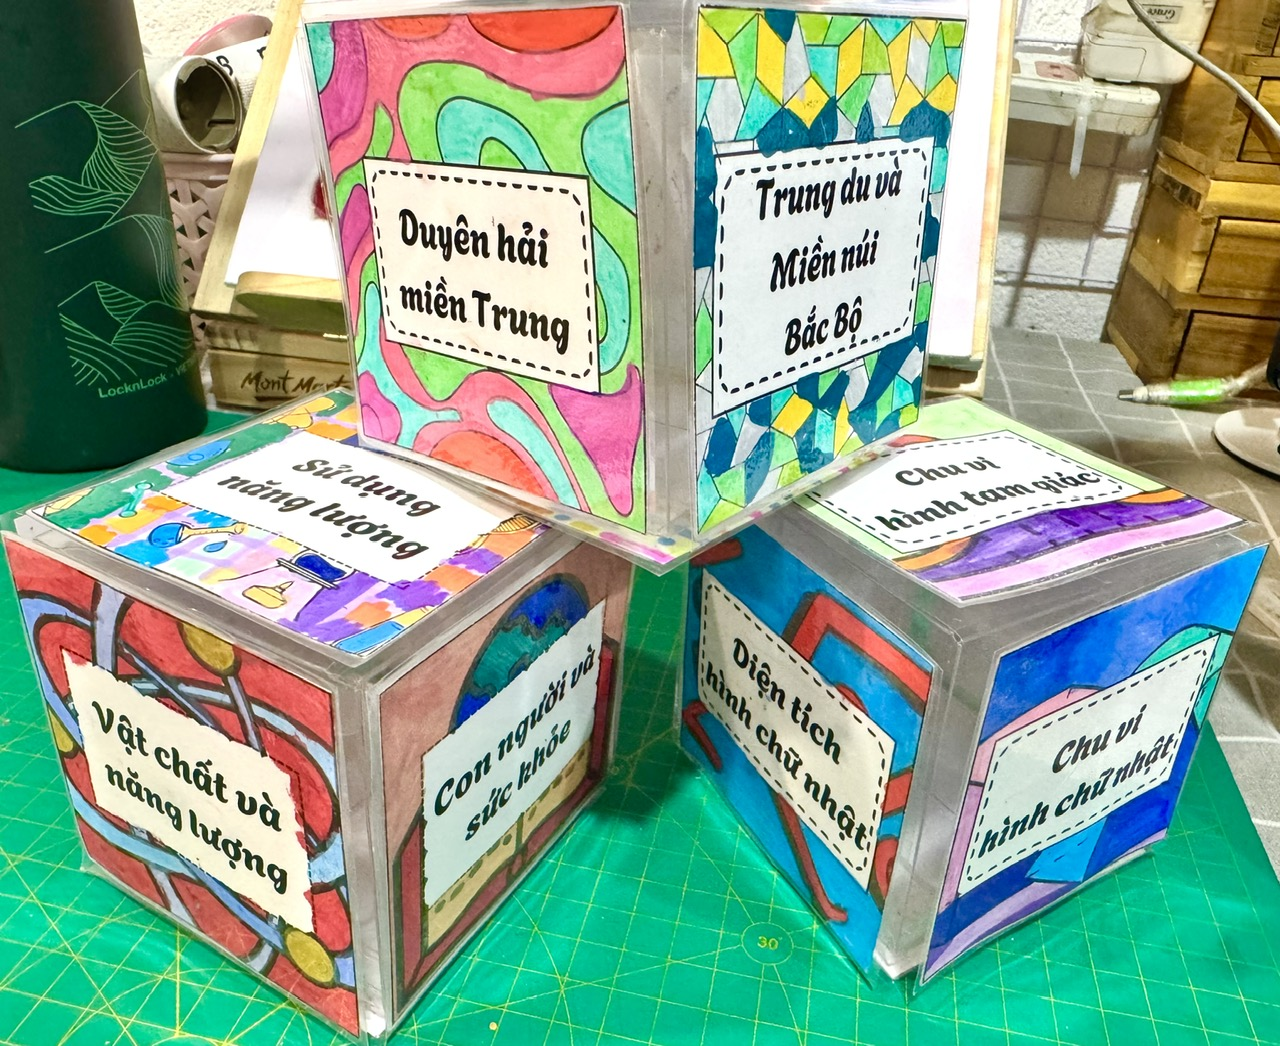 Duyên hải
miền Trung
Trung du và
Miền núi
Bắc Bộ
Sử dụng
năng lượng
Chu vi
hình tam giác
Vật chất và
năng lượng
Con người và
sức khỏe
Diện tích
hình chữ nhật
Chu vi
hình chữ nhật
LocknLock
Mont Mart
30